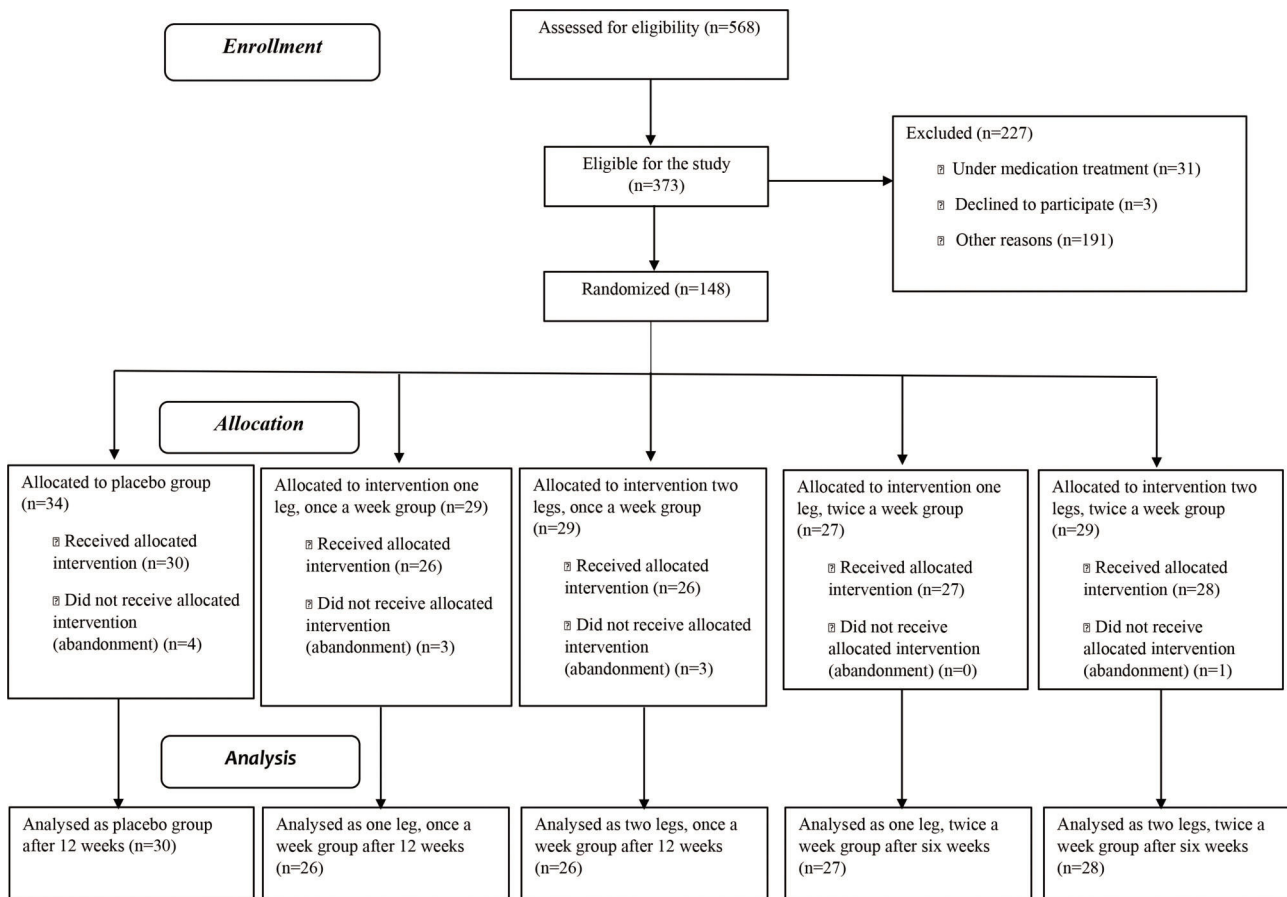 Enrollment
Assessed for eligibility (n=568)
Eligible for the study
(n=373)
Excluded (n=227)
⍰ Under medication treatment (n=31)
⍰ Declined to participate (n=3)
⍰ Other reasons (n=191)
Randomized (n=148)
Allocation
Allocated to placebo group
(n=34)
⍰ Received allocated
intervention (n=30)
⍰ Did not receive allocated
intervention
(abandonment) n=4)
Allocated to intervention one
leg, once a week group (n=29)
⍰ Received allocated
intervention (n=26)
⍰ Did not receive allocated
intervention
(abandonment) (n=3)
Allocated to intervention two
legs, once a week group
(n=29)
⍰ Received allocated
intervention (n=26)
⍰ Did not receive allocated
intervention
(abandonment) (n=3)
Allocated to intervention one
leg, twice a week group
(n=27)
⍰ Received allocated
intervention (n=27)
⍰ Did not receive
allocated intervention
(abandonment) (n=0)
Allocated to intervention two
legs, twice a week group
(n=29)
⍰ Received allocated
intervention (n=28)
⍰ Did not receive
allocated intervention
(abandonment) (n=1)
Analysis
Analysed as placebo group
after 12 weeks (n=30)
Analysed as one leg, once a
week group after 12 weeks
(n=26)
Analysed as two legs, once a
week group after 12 weeks
(n=26)
Analysed as one leg, twice a
week group after six weeks
(n=27)
Analysed as two legs, twice a
week group after six weeks
(n=28)